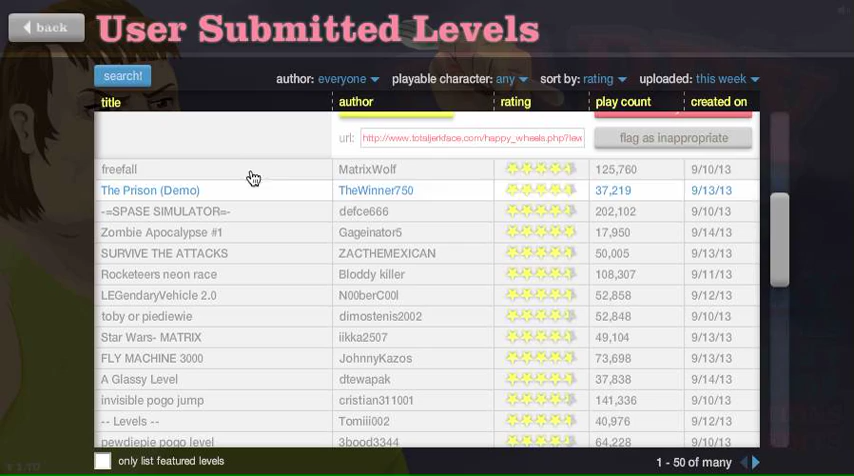 back
User Submitted Levels
search!
author: everyone playable character: any sort by: rating uploaded: this week
title author rating play count created on
url: http://www.totaljerkface.com/happy_wheels.php?leve flag as inappropriate
freefall MatrixWolf 125,760 9/10/13
The Prison (Demo) TheWinner750 37,219 9/13/13
-=SPASE SIMULATOR=- defce666 202,102 9/10/13
Zombie Apocalypse #1 Gageinator5 17,950 9/14/13
SURVIVE THE ATTACKS ZACTHEMEXICAN 50,005 9/13/13
Rocketeers neon race Bloddy killer 108,307 9/11/13
LEGendaryVehicle 2.0 N00berC00l 52,858 9/12/13
toby or piediewie dimostenis2002 52,848 9/10/13
Star Wars- MATRIX iikka2507 49,104 9/13/13
FLY MACHINE 3000 JohnnyKazos 73,698 9/13/13
A Glassy Level dtewapak 37,838 9/14/13
invisible pogo jump cristian311001 141,336 9/10/13
-- Levels -- Tomiii002 40,976 9/12/13
pewdiepie pogo level 3bood3344 64,228 9/10/13
only list featured levels 1 - 50 of many